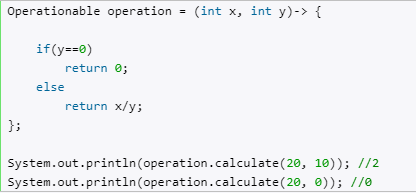 Operationable operation = (int x, int y)-> {
    if(y==0)
        return 0;
    else
        return x/y;
};
System.out.println(operation.calculate(20, 10)); //2
System.out.println(operation.calculate(20, 0)); //0